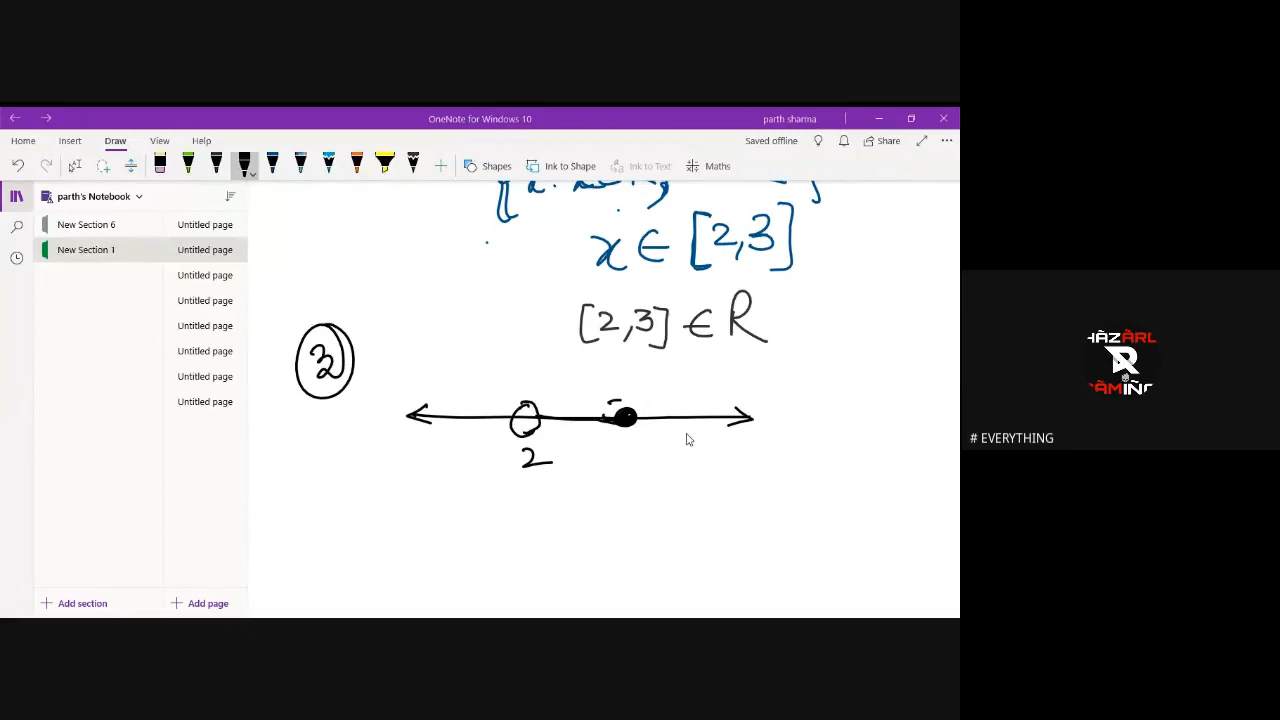 OneNote for Windows 10
parth sharma
Home Insert Draw View Help
Saved offline
Share
Shapes
Ink to Shape
Ink to Text
Maths
parth's Notebook
New Section 6
New Section 1
Untitled page
Untitled page
Untitled page
Untitled page
Untitled page
Untitled page
Untitled page
Untitled page
Add section
Add page
x ∈ [2,3]
[2,3] ∈ R
3
2
HÀZÀRL
R
# EVERYTHING